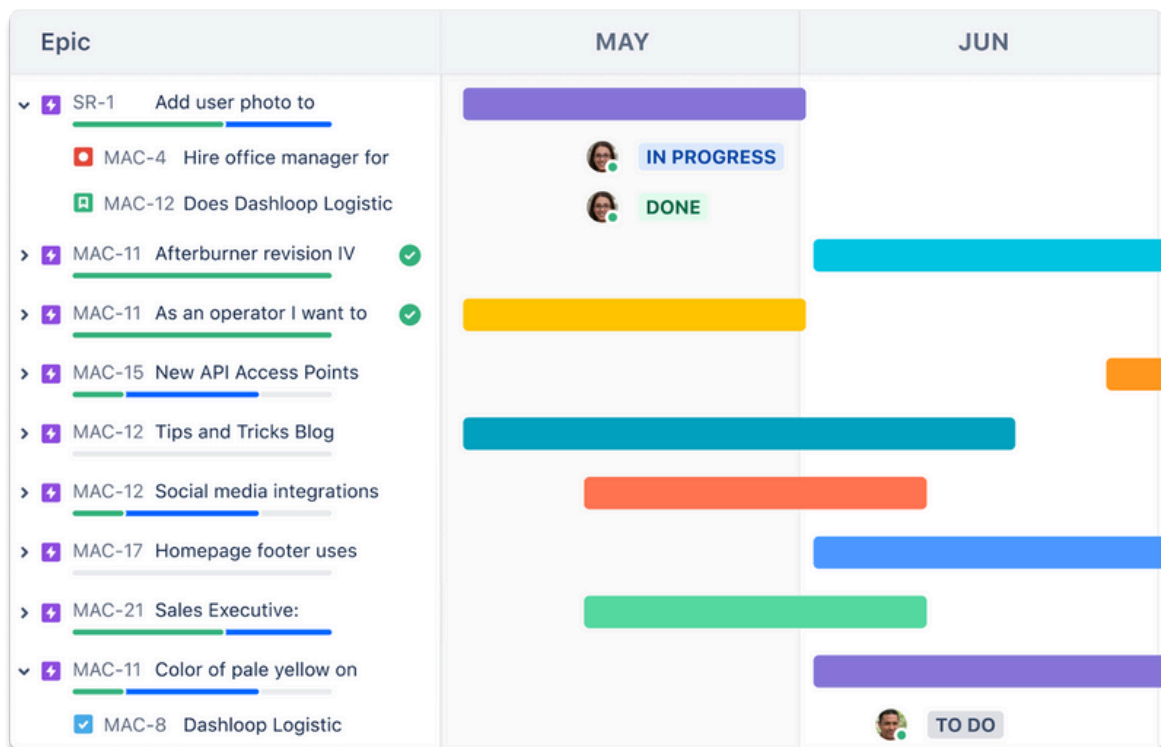 Epic MAY JUN
SR-1 Add user photo to
MAC-4 Hire office manager for IN PROGRESS
MAC-12 Does Dashloop Logistic DONE
MAC-11 Afterburner revision IV
MAC-11 As an operator I want to
MAC-15 New API Access Points
MAC-12 Tips and Tricks Blog
MAC-12 Social media integrations
MAC-17 Homepage footer uses
MAC-21 Sales Executive:
MAC-11 Color of pale yellow on
MAC-8 Dashloop Logistic TO DO